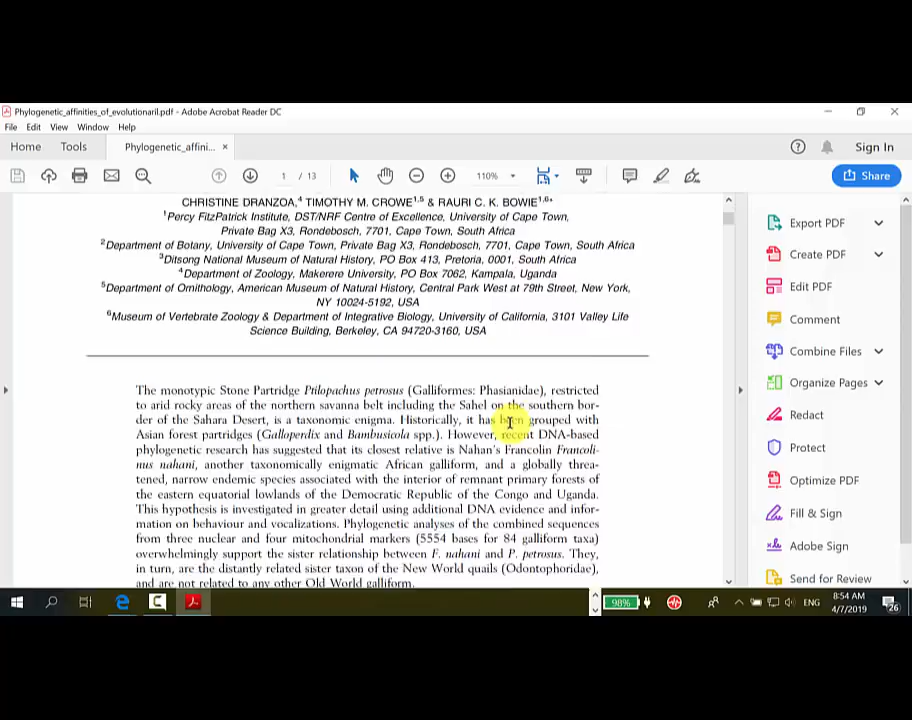 Phylogenetic_affinities_of_evolutionaril.pdf - Adobe Acrobat Reader DC
File Edit View Window Help
Home Tools Phylogenetic_affini... × Sign In
1 / 13 110% Share
CHRISTINE DRANZOA,4 TIMOTHY M. CROWE1,5 & RAURI C. K. BOWIE1,6*
1Percy FitzPatrick Institute, DST/NRF Centre of Excellence, University of Cape Town,
Private Bag X3, Rondebosch, 7701, Cape Town, South Africa
2Department of Botany, University of Cape Town, Private Bag X3, Rondebosch, 7701, Cape Town, South Africa
3Ditsong National Museum of Natural History, PO Box 413, Pretoria, 0001, South Africa
4Department of Zoology, Makerere University, PO Box 7062, Kampala, Uganda
5Department of Ornithology, American Museum of Natural History, Central Park West at 79th Street, New York,
NY 10024-5192, USA
6Museum of Vertebrate Zoology & Department of Integrative Biology, University of California, 3101 Valley Life
Science Building, Berkeley, CA 94720-3160, USA
The monotypic Stone Partridge Ptilopachus petrosus (Galliformes: Phasianidae), restricted
to arid rocky areas of the northern savanna belt including the Sahel on the southern bor-
der of the Sahara Desert, is a taxonomic enigma. Historically, it has been grouped with
Asian forest partridges (Galloperdix and Bambusicola spp.). However, recent DNA-based
phylogenetic research has suggested that its closest relative is Nahan's Francolin Francoli-
nus nahani, another taxonomically enigmatic African galliform, and a globally threa-
tened, narrow endemic species associated with the interior of remnant primary forests of
the eastern equatorial lowlands of the Democratic Republic of the Congo and Uganda.
This hypothesis is investigated in greater detail using additional DNA evidence and infor-
mation on behaviour and vocalizations. Phylogenetic analyses of the combined sequences
from three nuclear and four mitochondrial markers (5554 bases for 84 galliform taxa)
overwhelmingly support the sister relationship between F. nahani and P. petrosus. They,
in turn, are the distantly related sister taxon of the New World quails (Odontophoridae),
and are not related to any other Old World galliform.
Export PDF
Create PDF
Edit PDF
Comment
Combine Files
Organize Pages
Redact
Protect
Optimize PDF
Fill & Sign
Adobe Sign
Send for Review
98% ENG 8:54 AM
4/7/2019 26